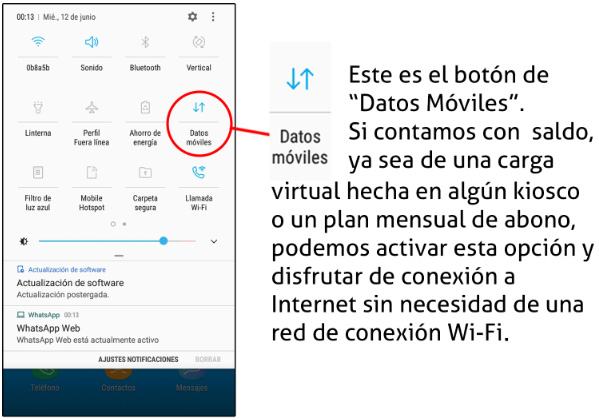 00:13 | Mié., 12 de junio
0b8a5b
Sonido
Bluetooth
Vertical
Linterna
Perfil
Fuera línea
Ahorro de
energía
Datos
móviles
Filtro de
luz azul
Mobile
Hotspot
Carpeta
segura
Llamada
Wi-Fi
Actualización de software
Actualización de software
Actualización postergada.
WhatsApp 00:13
WhatsApp Web
WhatsApp Web está actualmente activo
AJUSTES NOTIFICACIONES BORRAR
Teléfono Contactos Mensajes
Datos
móviles
Este es el botón de
“Datos Móviles”.
Si contamos con saldo,
ya sea de una carga
virtual hecha en algún kiosco
o un plan mensual de abono,
podemos activar esta opción y
disfrutar de conexión a
Internet sin necesidad de una
red de conexión Wi-Fi.